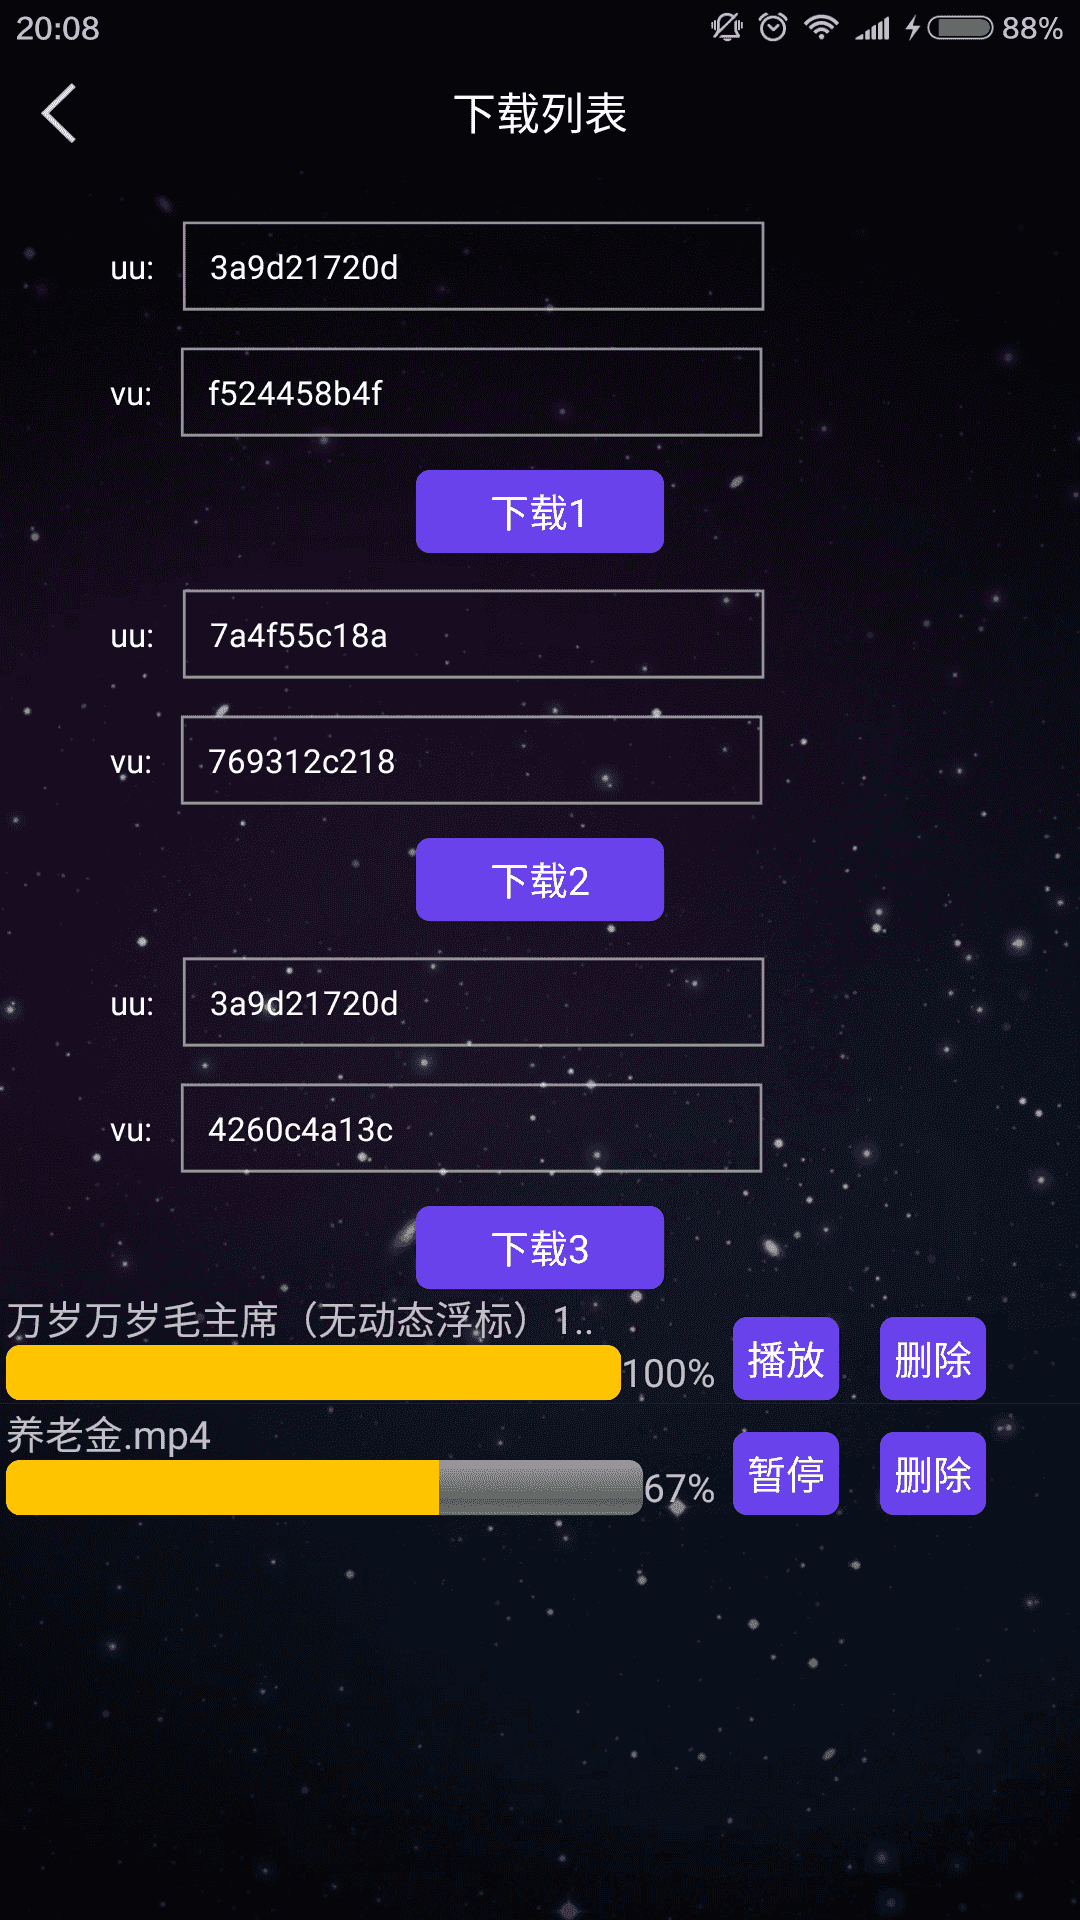 20:08 88%
下载列表
uu: 3a9d21720d
vu: f524458b4f
下载1
uu: 7a4f55c18a
vu: 769312c218
下载2
uu: 3a9d21720d
vu: 4260c4a13c
下载3
万岁万岁毛主席（无动态浮标）1..
100% 播放 删除
养老金.mp4
67% 暂停 删除